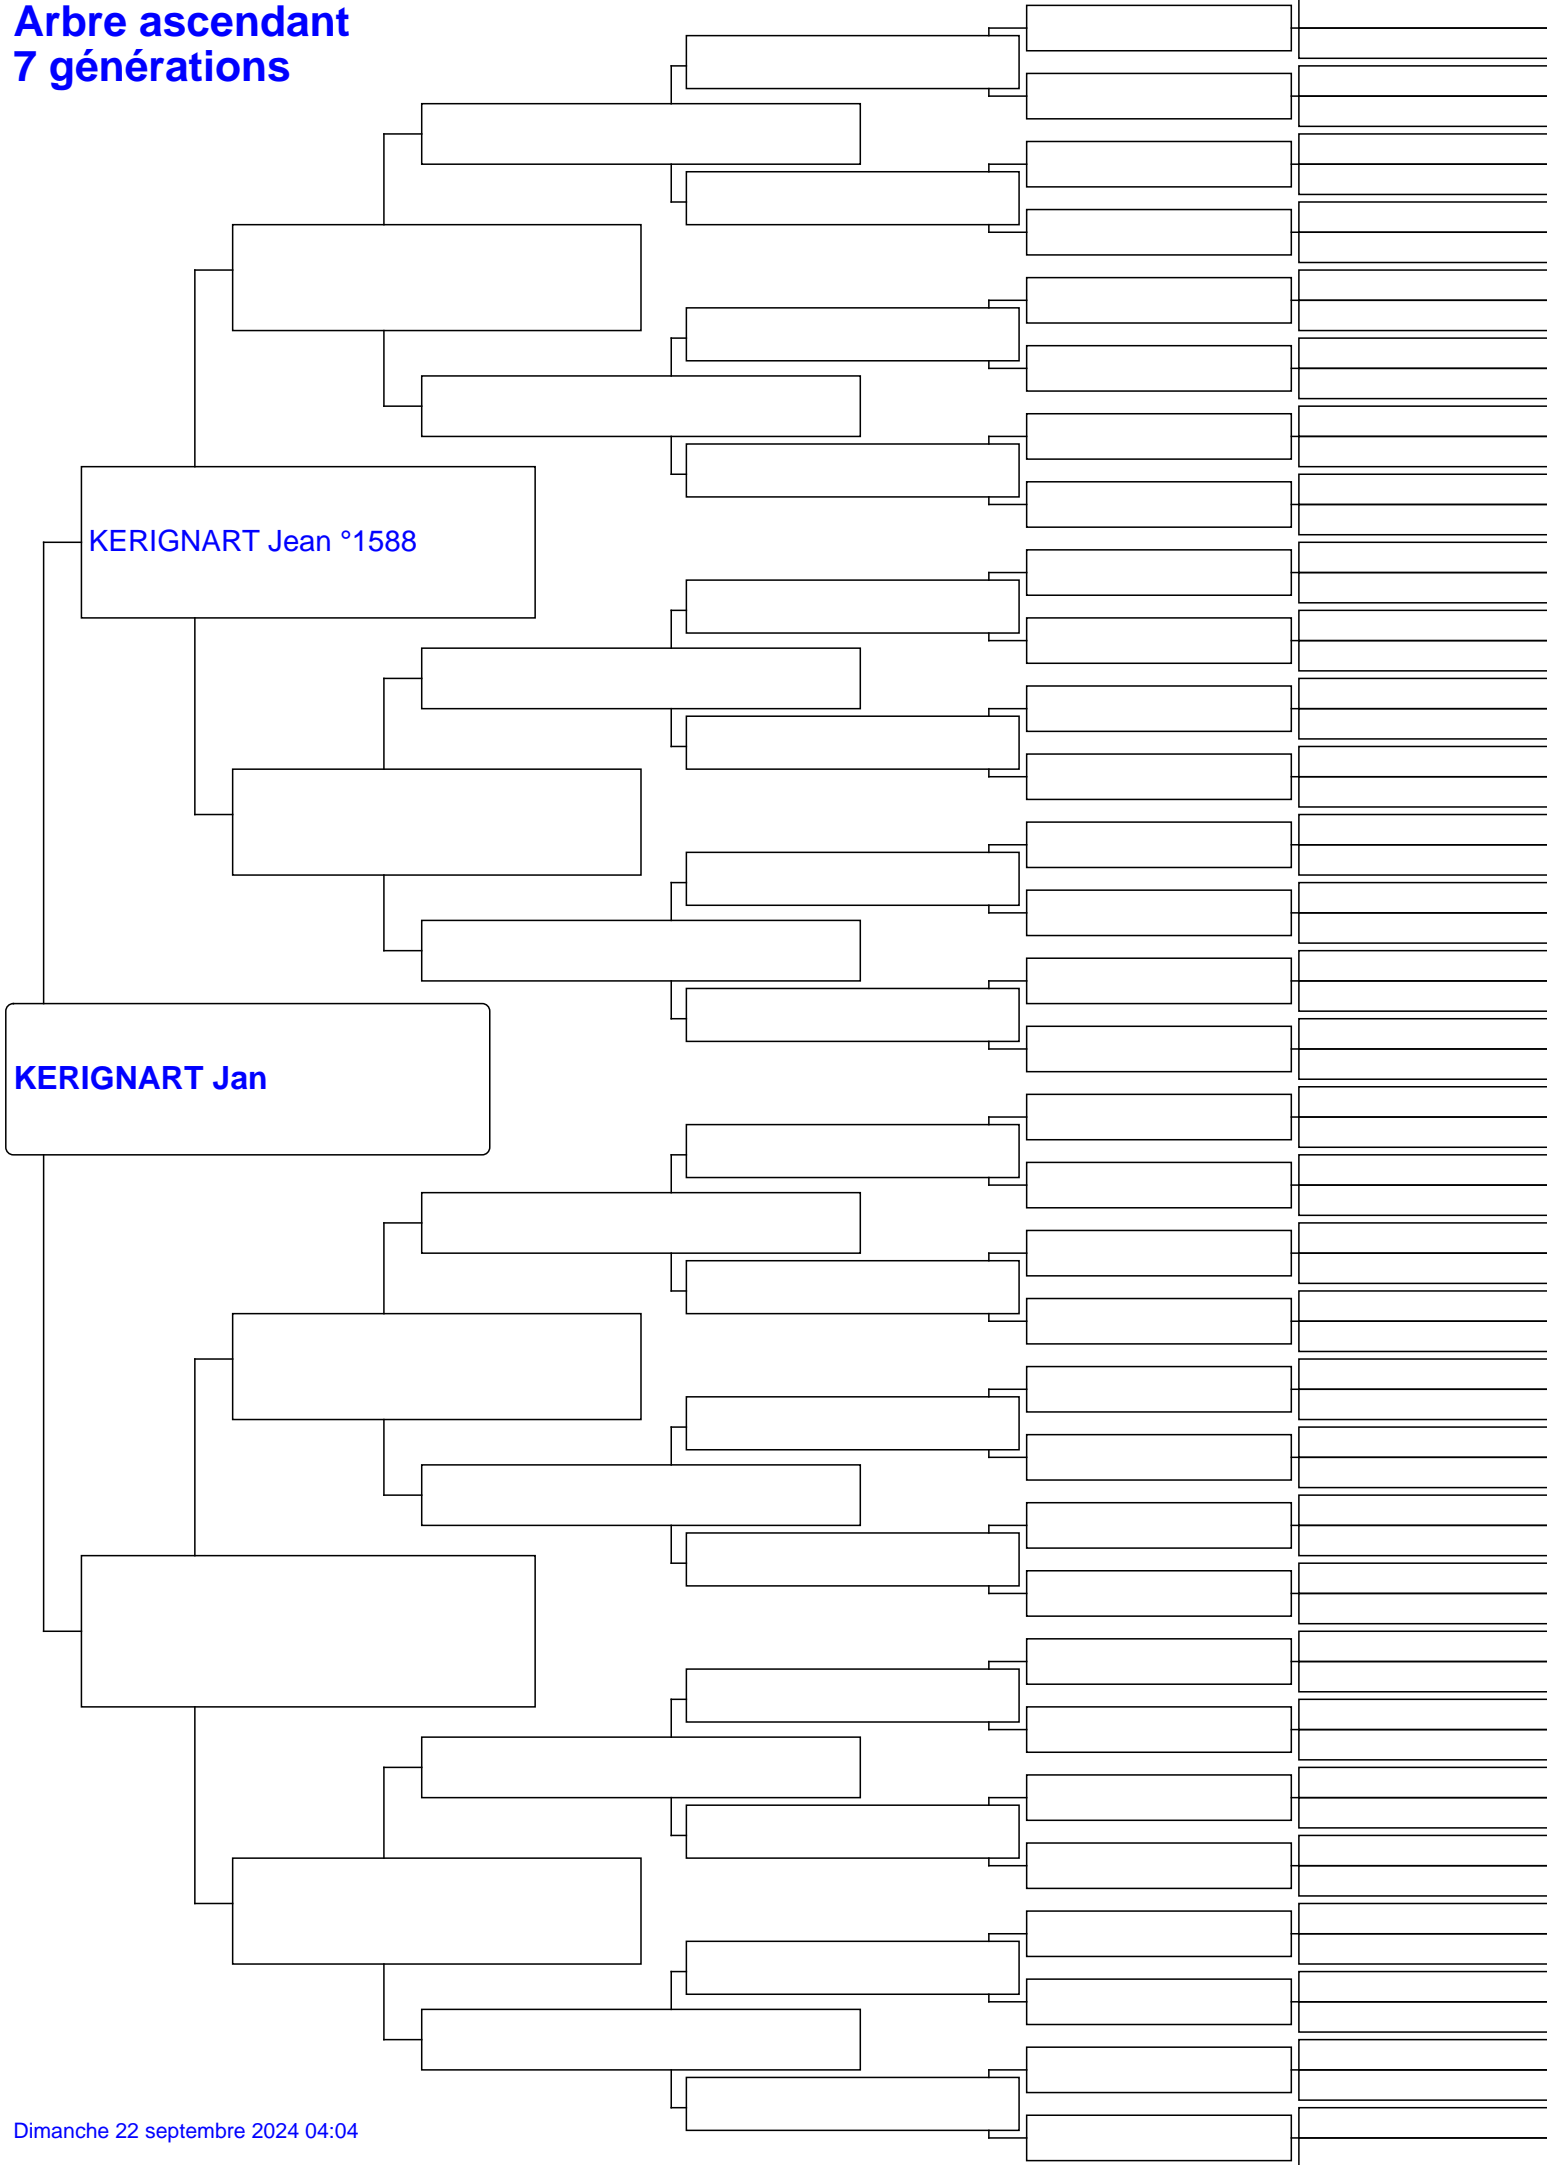 Arbre ascendant
7 générations
KERIGNART Jean °1588
KERIGNART Jan
Dimanche 22 septembre 2024 04:04